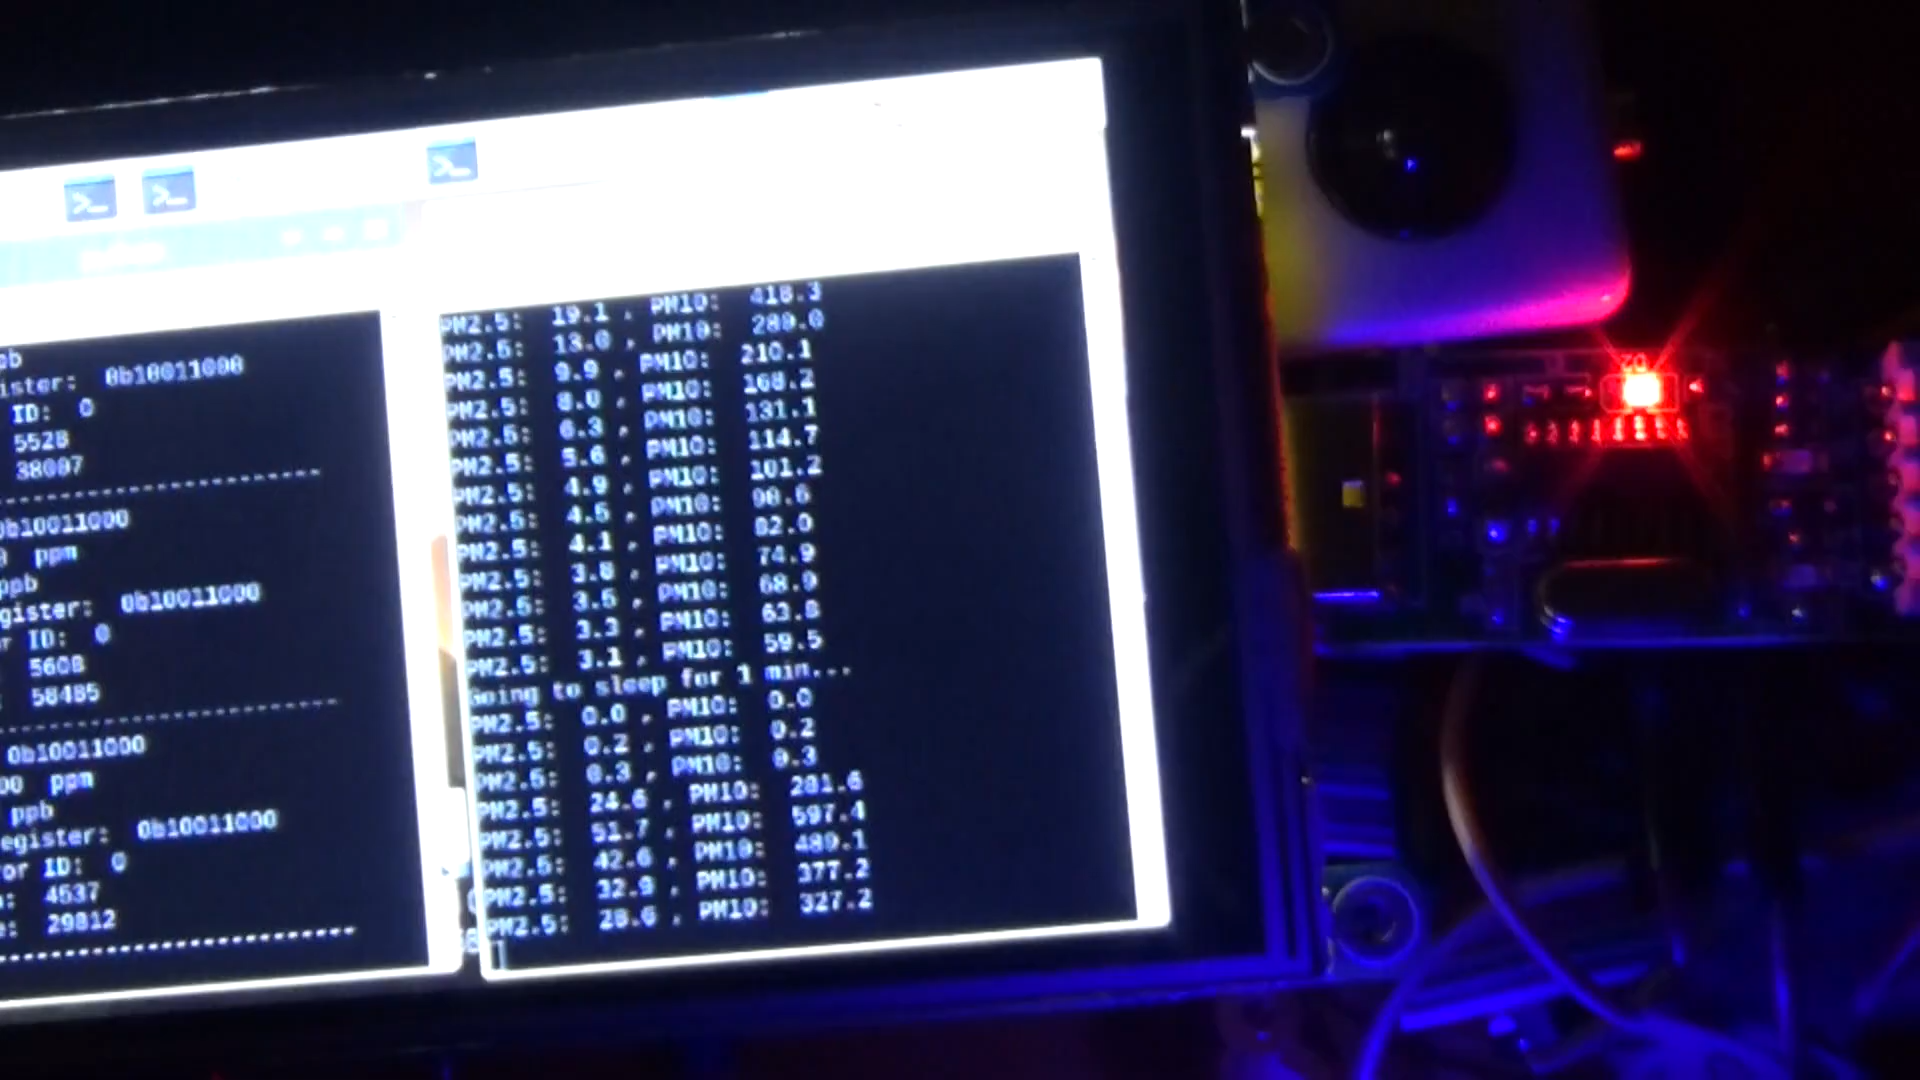 pb
ister: 0b10011000
ID: 0
5528
38007
0b10011000
ppm
ppb
gister: 0b10011000
r ID: 0
5608
: 58485
0b10011000
00 ppm
ppb
egister: 0b10011000
or ID: 0
: 4537
e: 29812
PM2.5: 19.1 , PM10: 418.3
PM2.5: 13.0 , PM10: 289.0
PM2.5: 9.9 , PM10: 210.1
PM2.5: 8.0 , PM10: 168.2
PM2.5: 6.3 , PM10: 131.1
PM2.5: 5.6 , PM10: 114.7
PM2.5: 4.9 , PM10: 101.2
PM2.5: 4.5 , PM10: 90.6
PM2.5: 4.1 , PM10: 82.0
PM2.5: 3.8 , PM10: 74.9
PM2.5: 3.5 , PM10: 68.9
PM2.5: 3.3 , PM10: 63.8
PM2.5: 3.1 , PM10: 59.5
Going to sleep for 1 min...
PM2.5: 0.0 , PM10: 0.0
PM2.5: 0.2 , PM10: 0.2
PM2.5: 0.3 , PM10: 0.3
PM2.5: 24.6 , PM10: 281.6
PM2.5: 51.7 , PM10: 597.4
PM2.5: 42.6 , PM10: 489.1
PM2.5: 32.9 , PM10: 377.2
PM2.5: 28.6 , PM10: 327.2